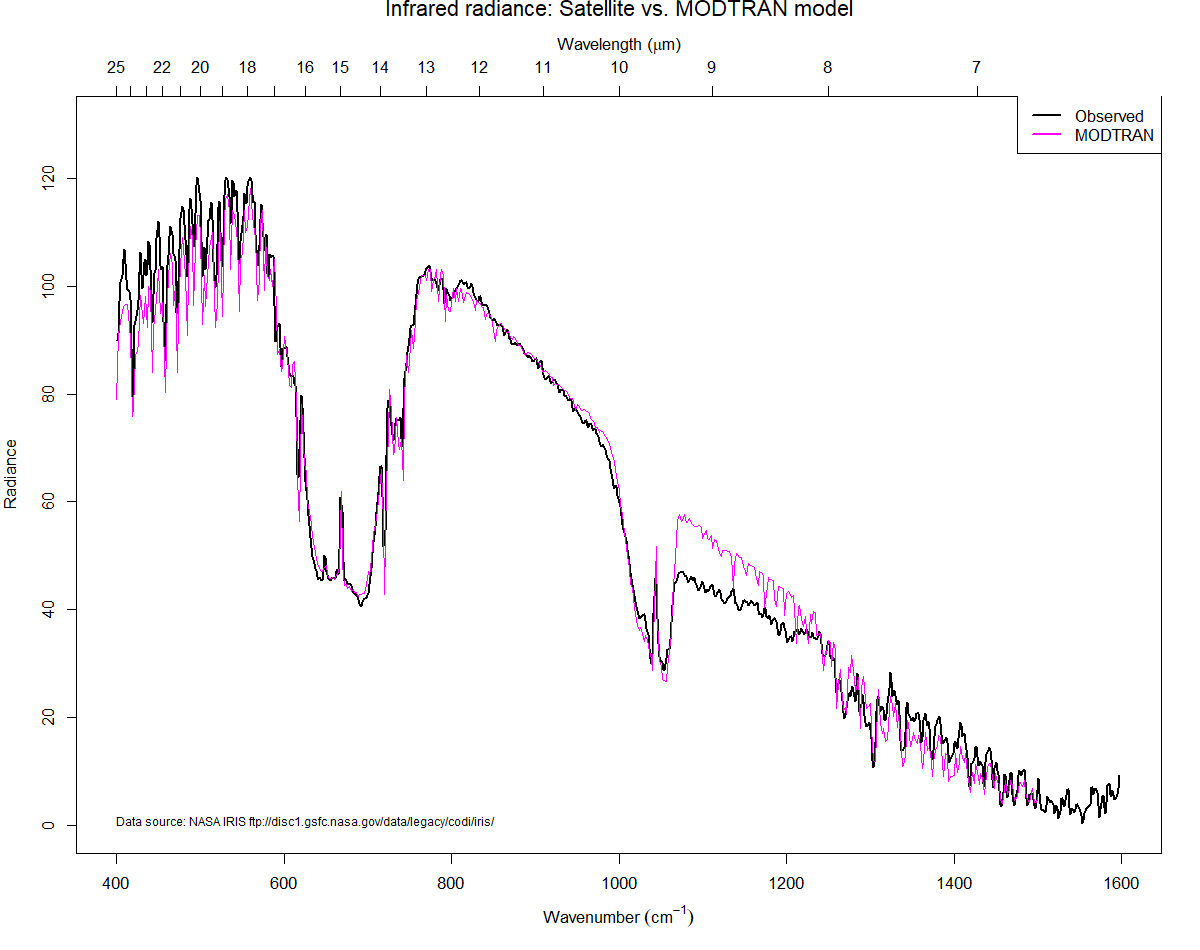 Infrared radiance: Satellite vs. MODTRAN model
Wavelength (μm)
25 22 20 18 16 15 14 13 12 11 10 9 8 7
Observed
MODTRAN
120
100
80
60
40
20
0
Radiance
Data source: NASA IRIS ftp://disc1.gsfc.nasa.gov/data/legacy/codi/iris/
400 600 800 1000 1200 1400 1600
Wavenumber (cm⁻¹)